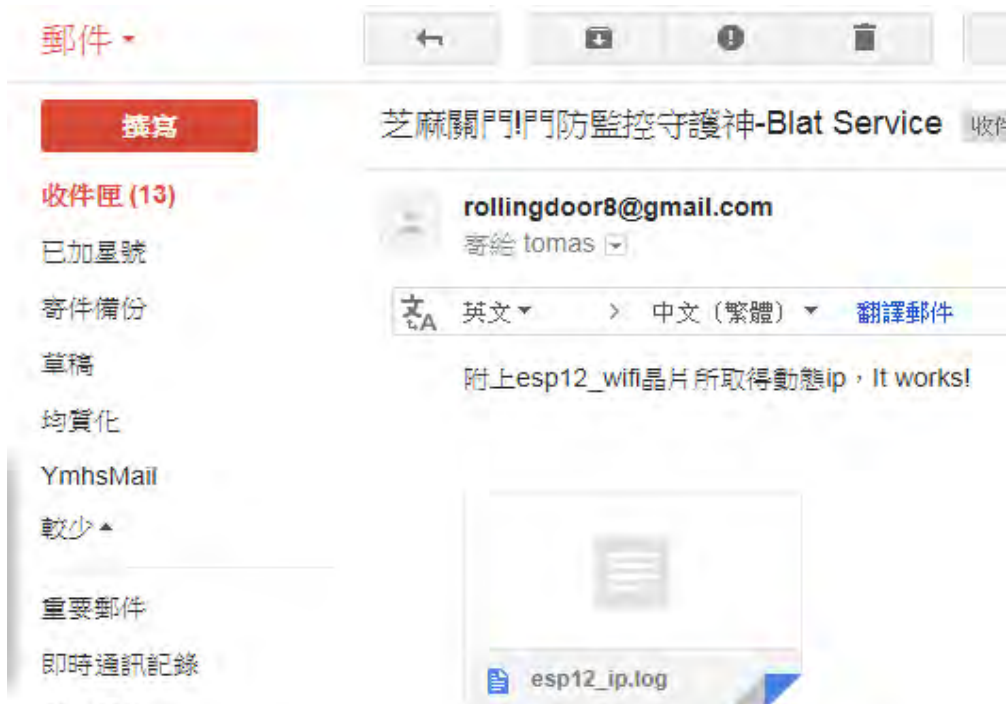 郵件
撰寫
收件匣 (13)
已加星號
寄件備份
草稿
均質化
YmhsMail
較少
重要郵件
即時通訊記錄
芝麻關門!門防監控守護神-Blat Service
rollingdoor8@gmail.com
寄給 tomas
英文 > 中文（繁體） 翻譯郵件
附上esp12_wifi晶片所取得動態ip，It works!
esp12_ip.log